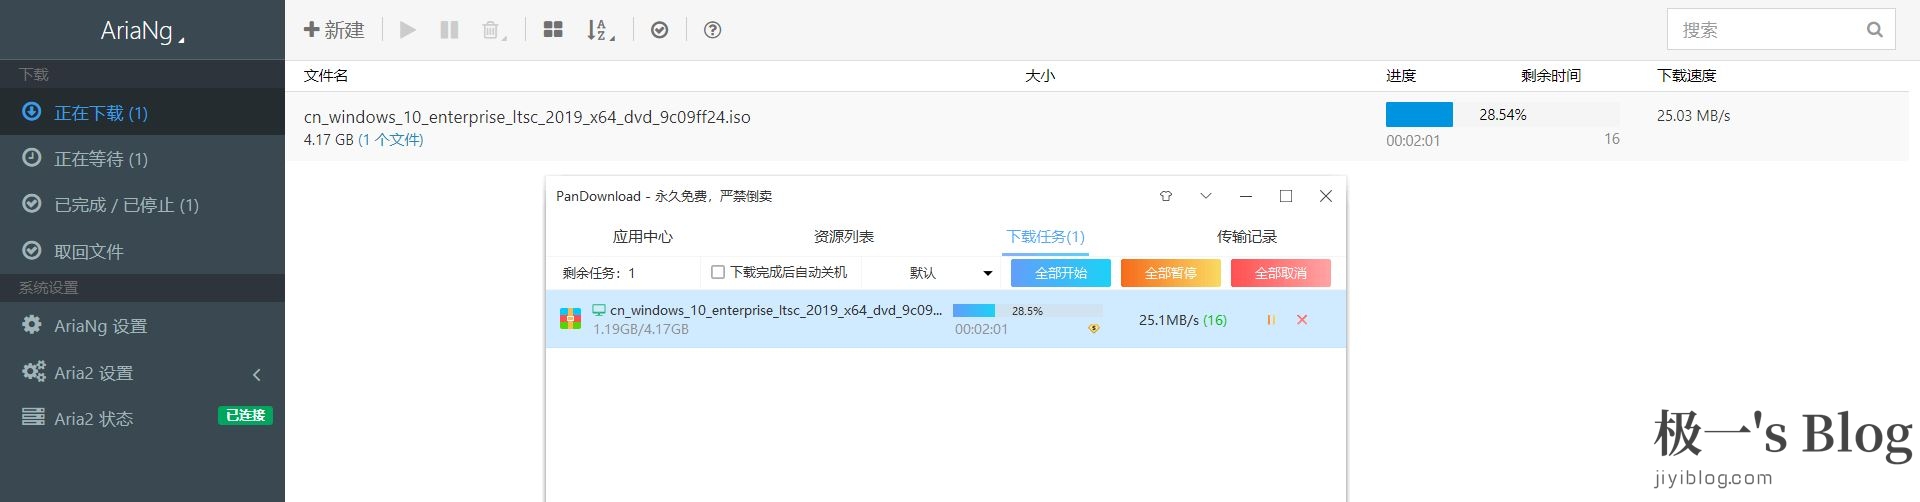 AriaNg
下载
正在下载 (1)
正在等待 (1)
已完成 / 已停止 (1)
取回文件
系统设置
AriaNg 设置
Aria2 设置
Aria2 状态 已连接
新建 搜索
文件名 大小 进度 剩余时间 下载速度
cn_windows_10_enterprise_ltsc_2019_x64_dvd_9c09ff24.iso 28.54% 25.03 MB/s
4.17 GB (1 个文件) 00:02:01 16
PanDownload - 永久免费，严禁倒卖
应用中心 资源列表 下载任务(1) 传输记录
剩余任务：1 下载完成后自动关机 默认 全部开始 全部暂停 全部取消
cn_windows_10_enterprise_ltsc_2019_x64_dvd_9c09... 28.5% 25.1MB/s (16)
1.19GB/4.17GB 00:02:01
极一's Blog
jiyiblog.com